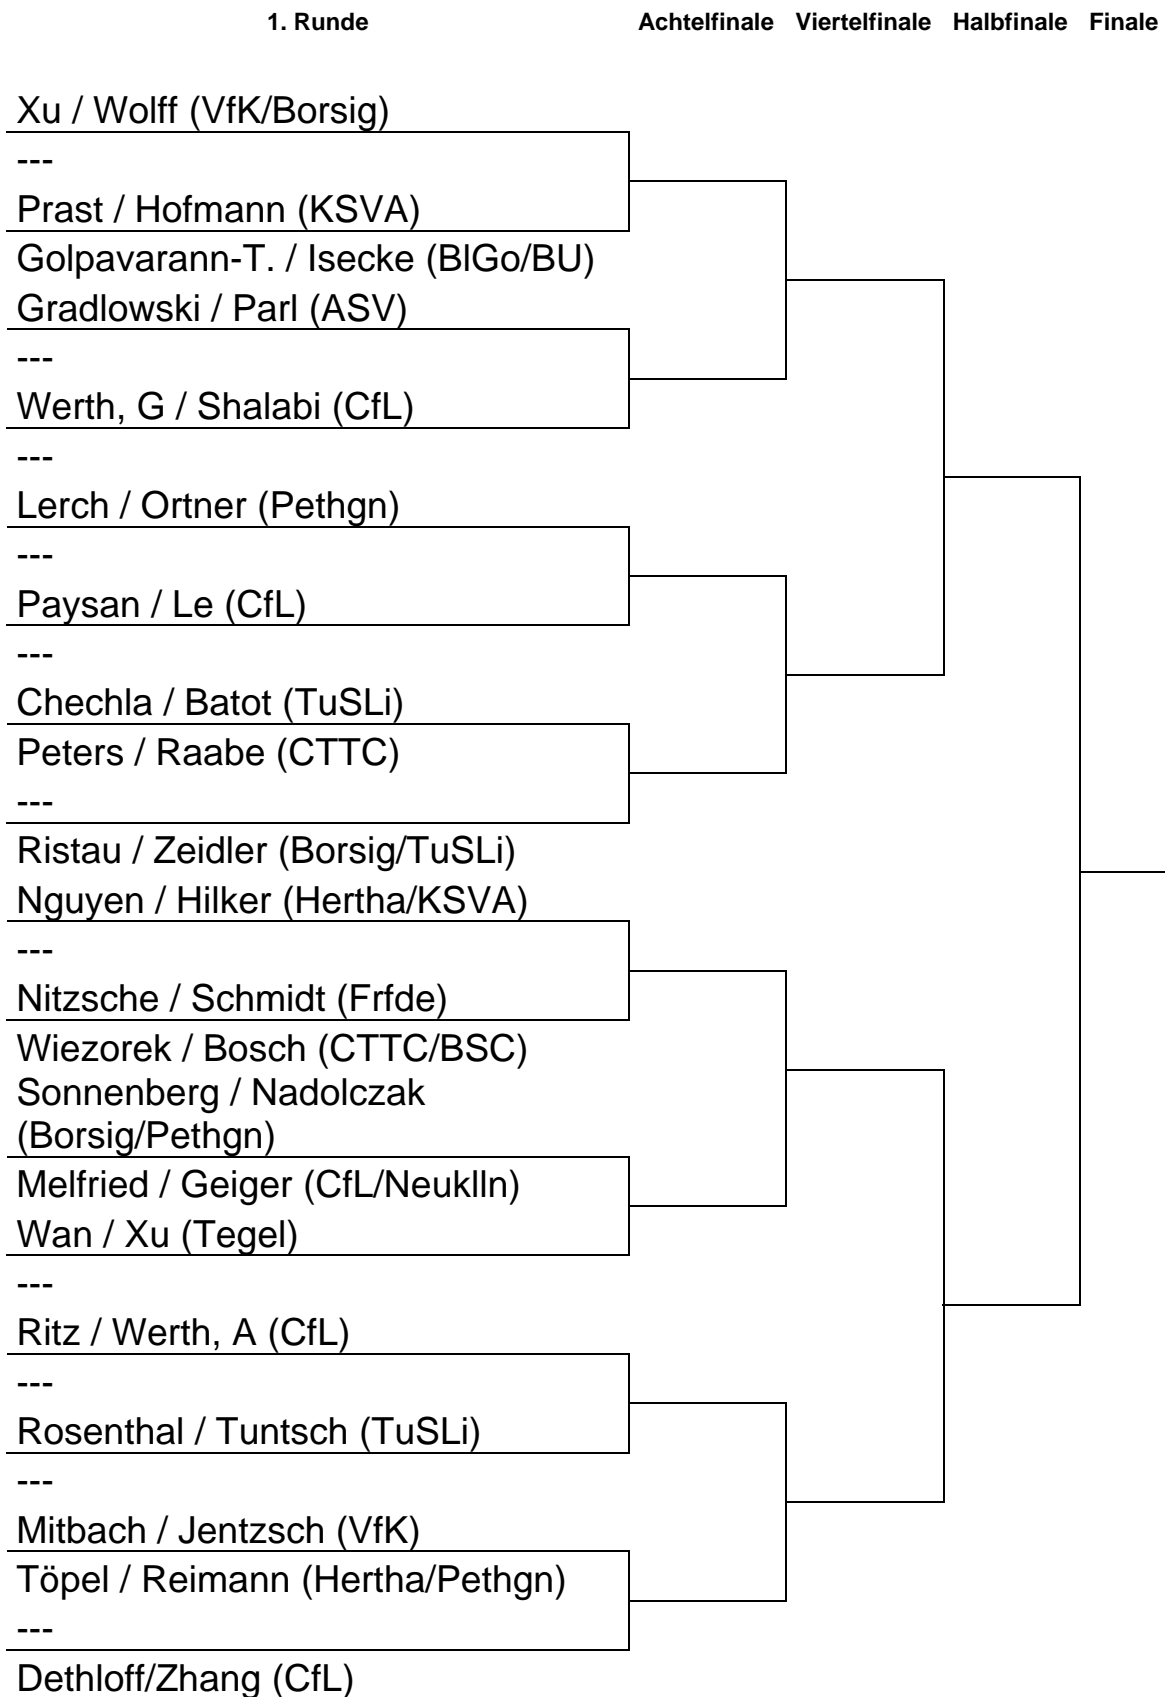 1. Runde Achtelfinale Viertelfinale Halbfinale Finale
Xu / Wolff (VfK/Borsig)
---
Prast / Hofmann (KSVA)
Golpavarann-T. / Isecke (BlGo/BU)
Gradlowski / Parl (ASV)
---
Werth, G / Shalabi (CfL)
---
Lerch / Ortner (Pethgn)
---
Paysan / Le (CfL)
---
Chechla / Batot (TuSLi)
Peters / Raabe (CTTC)
---
Ristau / Zeidler (Borsig/TuSLi)
Nguyen / Hilker (Hertha/KSVA)
---
Nitzsche / Schmidt (Frfde)
Wiezorek / Bosch (CTTC/BSC)
Sonnenberg / Nadolczak
(Borsig/Pethgn)
Melfried / Geiger (CfL/Neuklln)
Wan / Xu (Tegel)
---
Ritz / Werth, A (CfL)
---
Rosenthal / Tuntsch (TuSLi)
---
Mitbach / Jentzsch (VfK)
Töpel / Reimann (Hertha/Pethgn)
---
Dethloff/Zhang (CfL)